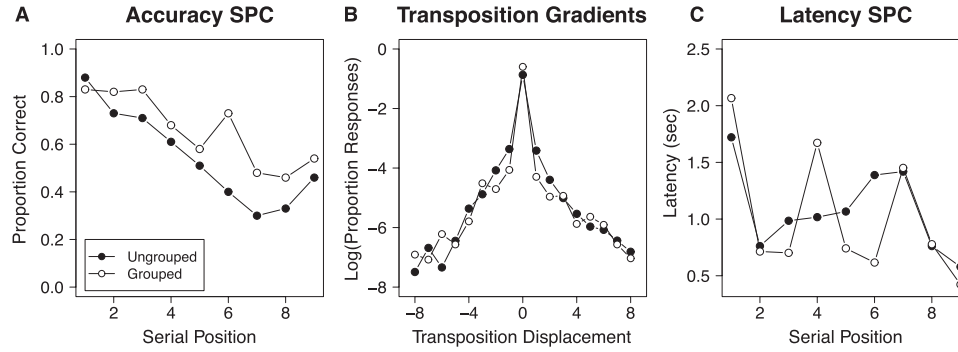 A Accuracy SPC
Proportion Correct
1.0
0.8
0.6
0.4
0.2
0.0
Ungrouped
Grouped
2 4 6 8
Serial Position
B Transposition Gradients
Log(Proportion Responses)
0
−2
−4
−6
−8
−8 −4 0 4 8
Transposition Displacement
C Latency SPC
Latency (sec)
2.5
2.0
1.5
1.0
0.5
2 4 6 8
Serial Position